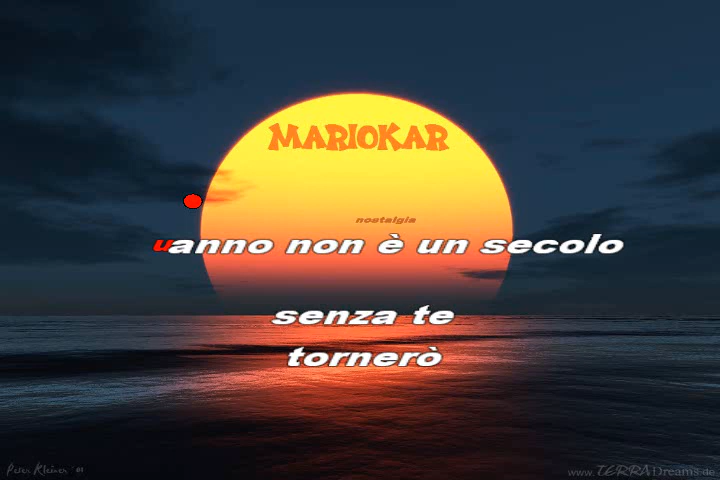 MARIOKAR
nostalgia
uanno non è un secolo
senza te
tornerò
Peter Kleiner '01
www.TERRADreams.de